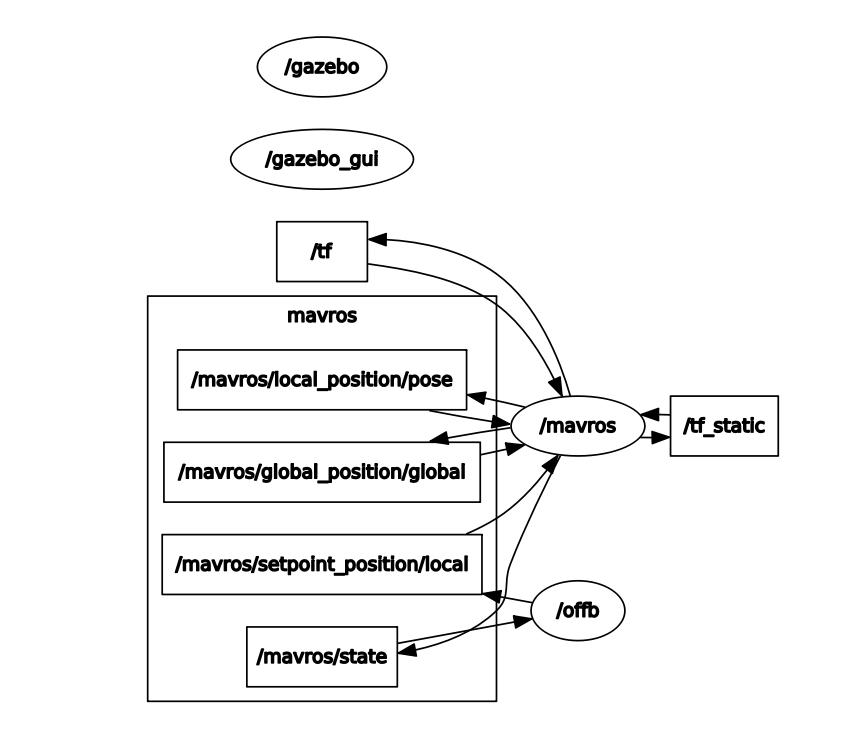 /gazebo
/gazebo_gui
/tf
mavros
/mavros/local_position/pose
/mavros
/tf_static
/mavros/global_position/global
/mavros/setpoint_position/local
/offb
/mavros/state